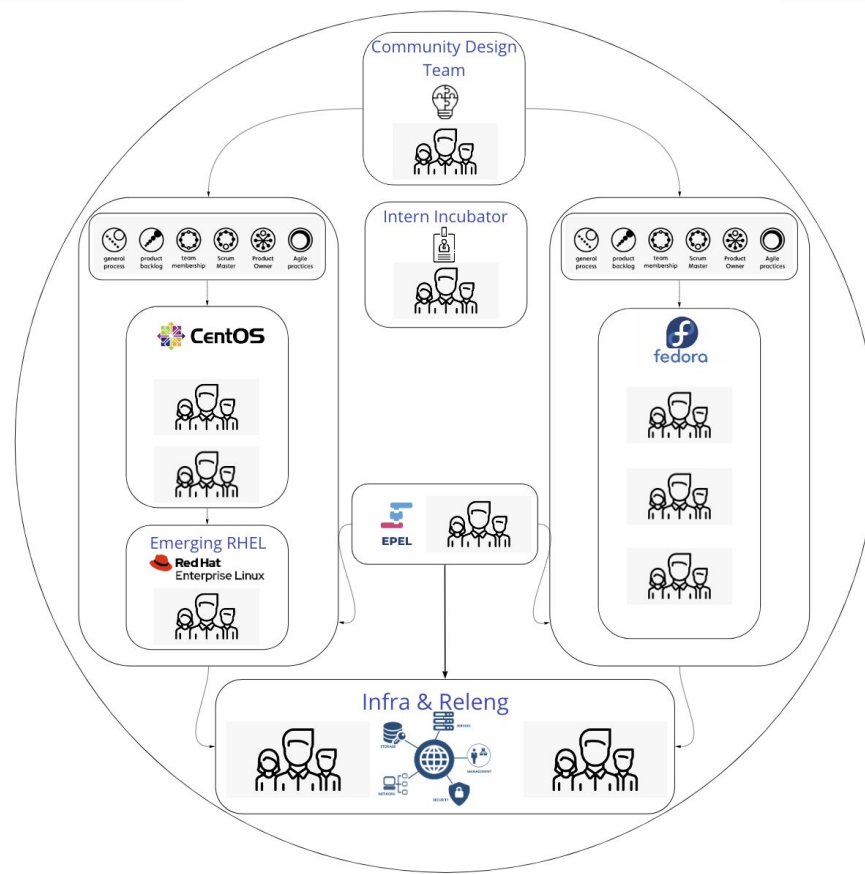 Community Design
Team
Intern Incubator
general
process
product
backlog
team
membership
Scrum
Master
Product
Owner
Agile
practices
general
process
product
backlog
team
membership
Scrum
Master
Product
Owner
Agile
practices
CentOS
fedora
EPEL
Emerging RHEL
Red Hat
Enterprise Linux
Infra & Releng
SERVERS
STORAGE
MANAGEMENT
NETWORK
SECURITY